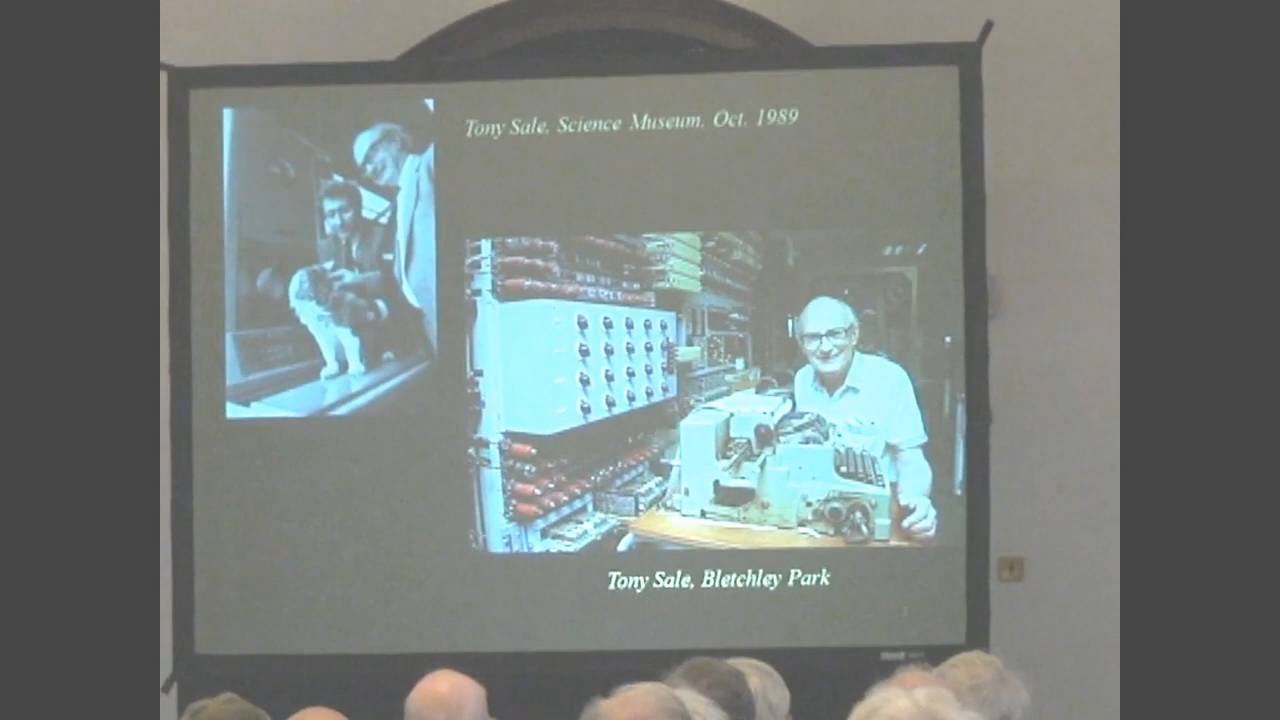 Tony Sale, Science Museum. Oct. 1989
Tony Sale, Bletchley Park